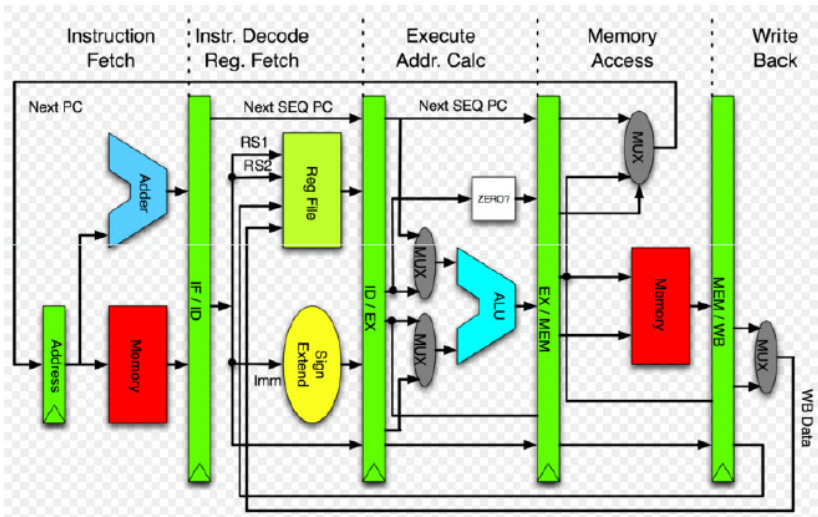 Instruction
Fetch
Instr. Decode
Reg. Fetch
Execute
Addr. Calc
Memory
Access
Write
Back
Next PC
Next SEQ PC
Next SEQ PC
RS1
RS2
Reg File
Adder
ZERO?
MUX
MUX
MUX
ALU
IF / ID
ID / EX
EX / MEM
MEM / WB
Memory
Address
Memory
Imm
Sign
Extend
MUX
WB Data